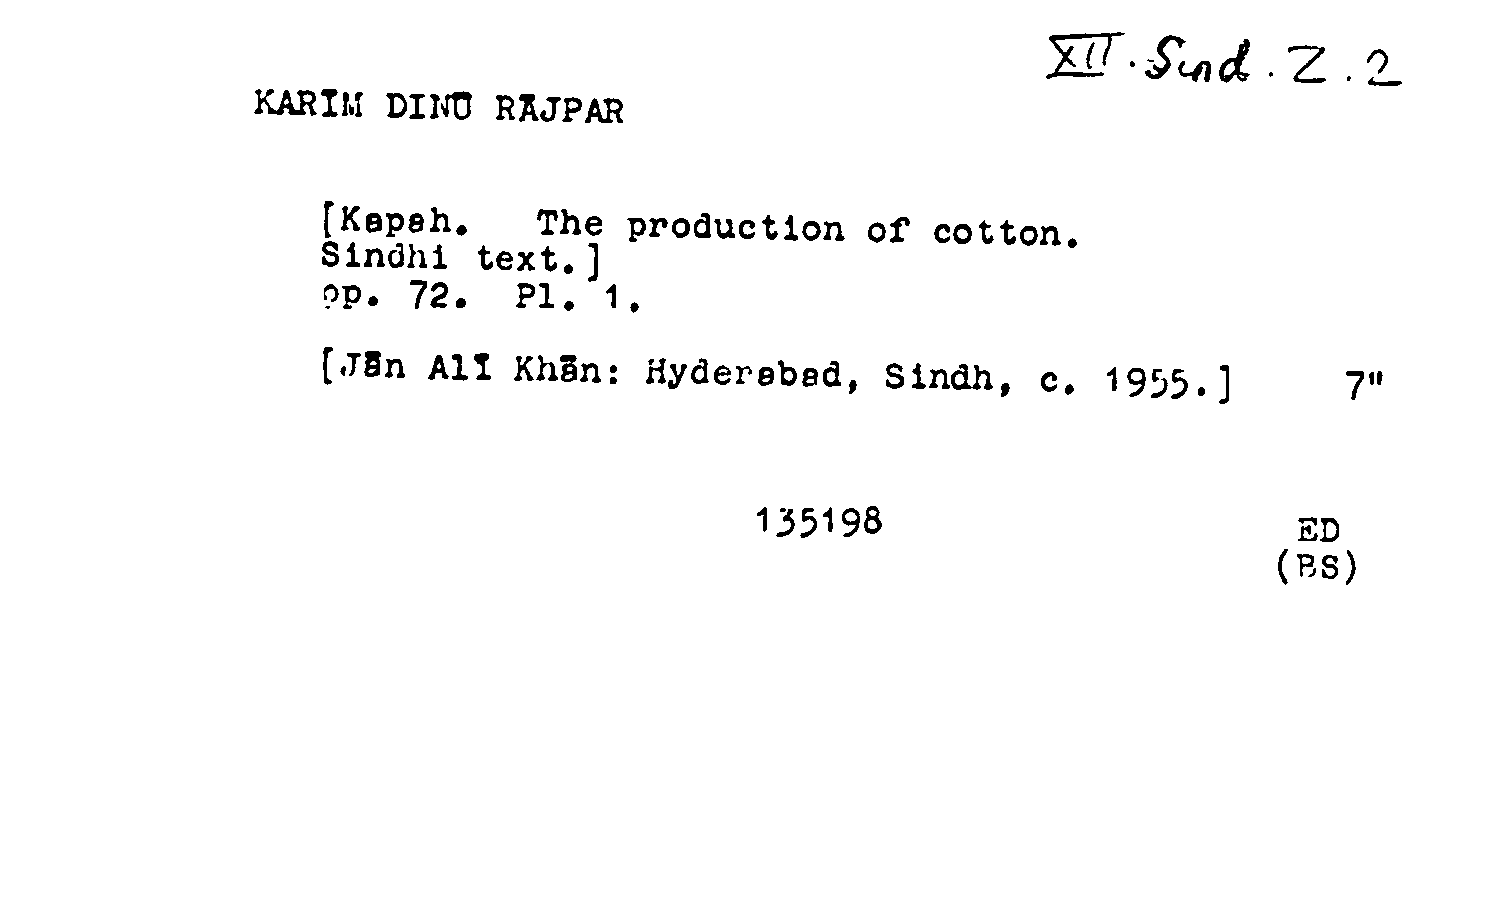 XII. Sind. Z. 2
KARĪM DINŪ RĀJPAR
[Kapah. The production of cotton.
Sindhi text.]
pp. 72. Pl. 1.
[Jān Alī Khān: Hyderabad, Sindh, c. 1955.] 7"
135198
ED
(BS)